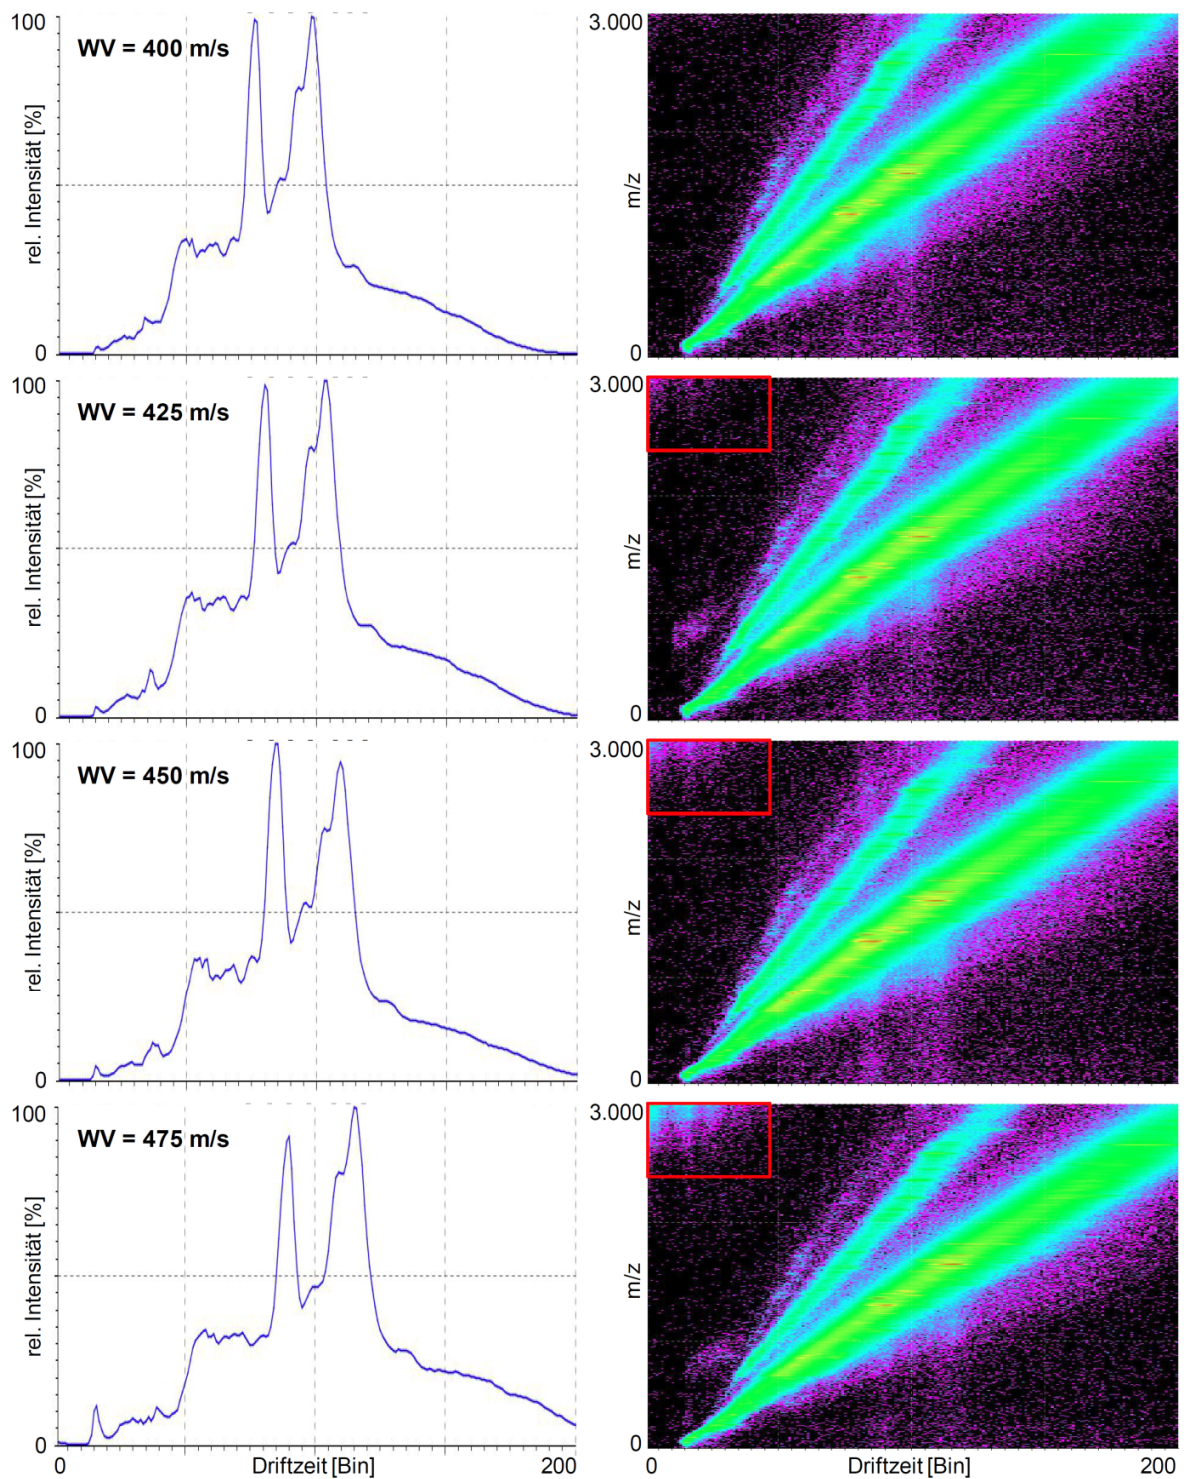 100
WV = 400 m/s
rel. Intensität [%]
0
3.000
m/z
0
100
WV = 425 m/s
rel. Intensität [%]
0
3.000
m/z
0
100
WV = 450 m/s
rel. Intensität [%]
0
3.000
m/z
0
100
WV = 475 m/s
rel. Intensität [%]
0
3.000
m/z
0
0 Driftzeit [Bin] 200
0 Driftzeit [Bin] 200